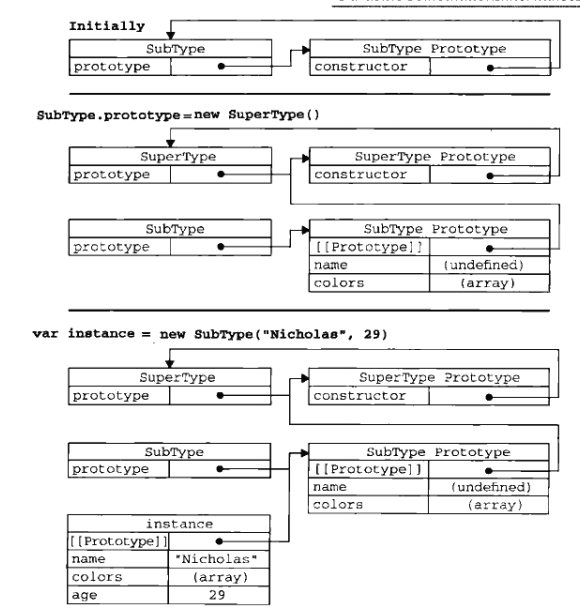 Initially
SubType
prototype
SubType Prototype
constructor
SubType.prototype=new SuperType()
SuperType
prototype
SuperType Prototype
constructor
SubType
prototype
SubType Prototype
[[Prototype]]
name (undefined)
colors (array)
var instance = new SubType("Nicholas", 29)
SuperType
prototype
SuperType Prototype
constructor
SubType
prototype
SubType Prototype
[[Prototype]]
name (undefined)
colors (array)
instance
[[Prototype]]
name "Nicholas"
colors (array)
age 29